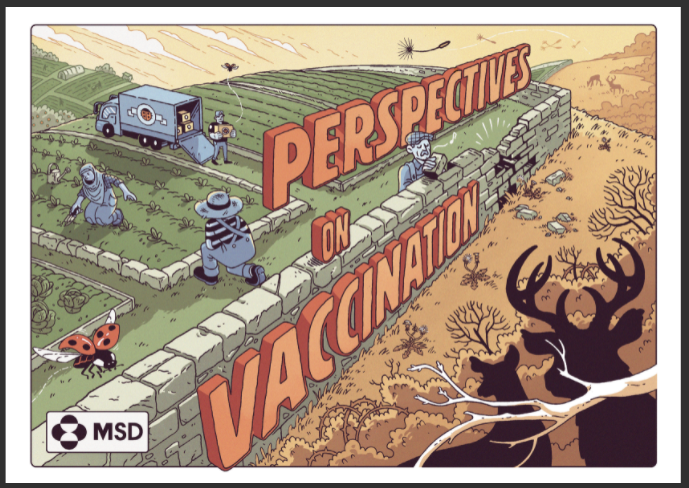 PERSPECTIVES
ON
VACCINATION
MSD